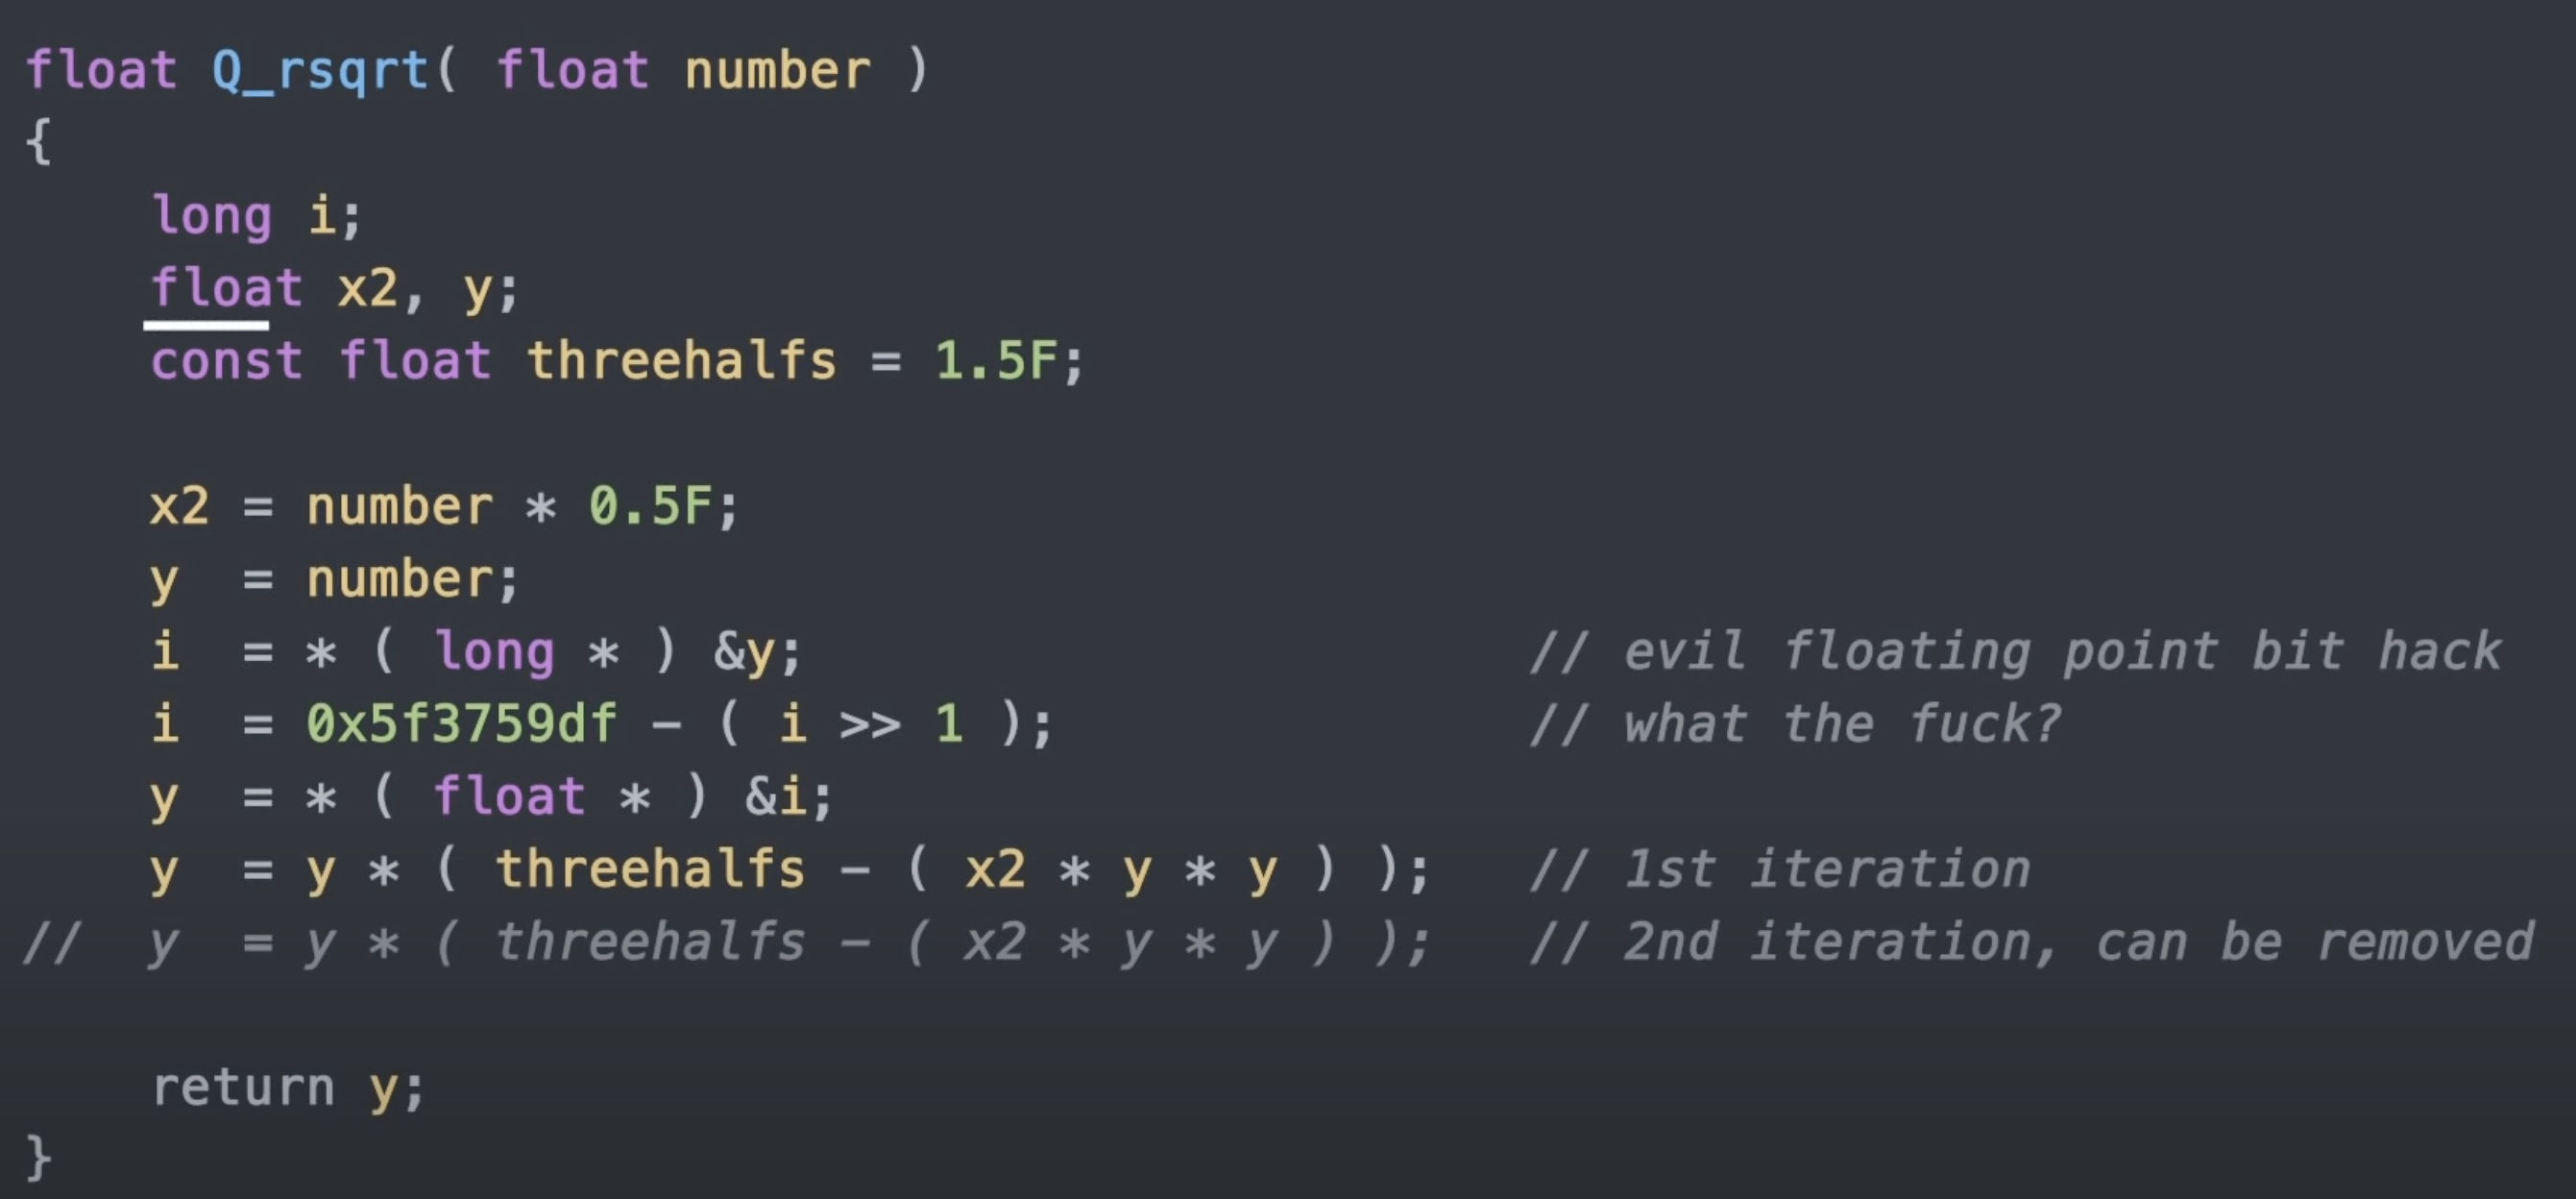 float Q_rsqrt( float number )
{
    long i;
    float x2, y;
    const float threehalfs = 1.5F;

    x2 = number * 0.5F;
    y  = number;
    i  = * ( long * ) &y;                       // evil floating point bit hack
    i  = 0x5f3759df - ( i >> 1 );               // what the fuck?
    y  = * ( float * ) &i;
    y  = y * ( threehalfs - ( x2 * y * y ) );   // 1st iteration
//  y  = y * ( threehalfs - ( x2 * y * y ) );   // 2nd iteration, can be removed

    return y;
}